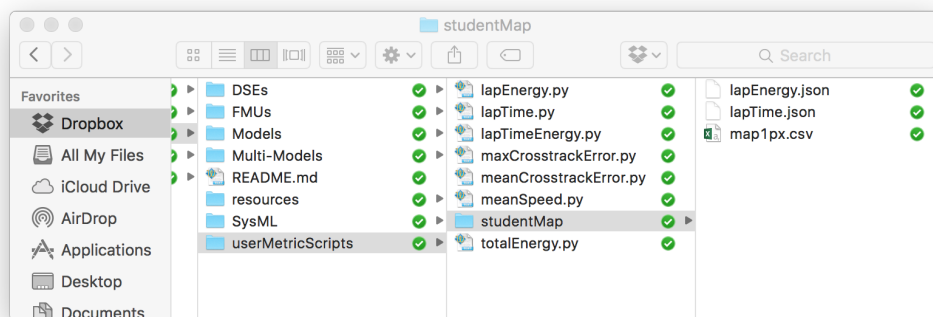 studentMap
Search
Favorites
Dropbox
All My Files
iCloud Drive
AirDrop
Applications
Desktop
Documents
DSEs
FMUs
Models
Multi-Models
README.md
resources
SysML
userMetricScripts
lapEnergy.py
lapTime.py
lapTimeEnergy.py
maxCrosstrackError.py
meanCrosstrackError.py
meanSpeed.py
studentMap
totalEnergy.py
lapEnergy.json
lapTime.json
map1px.csv